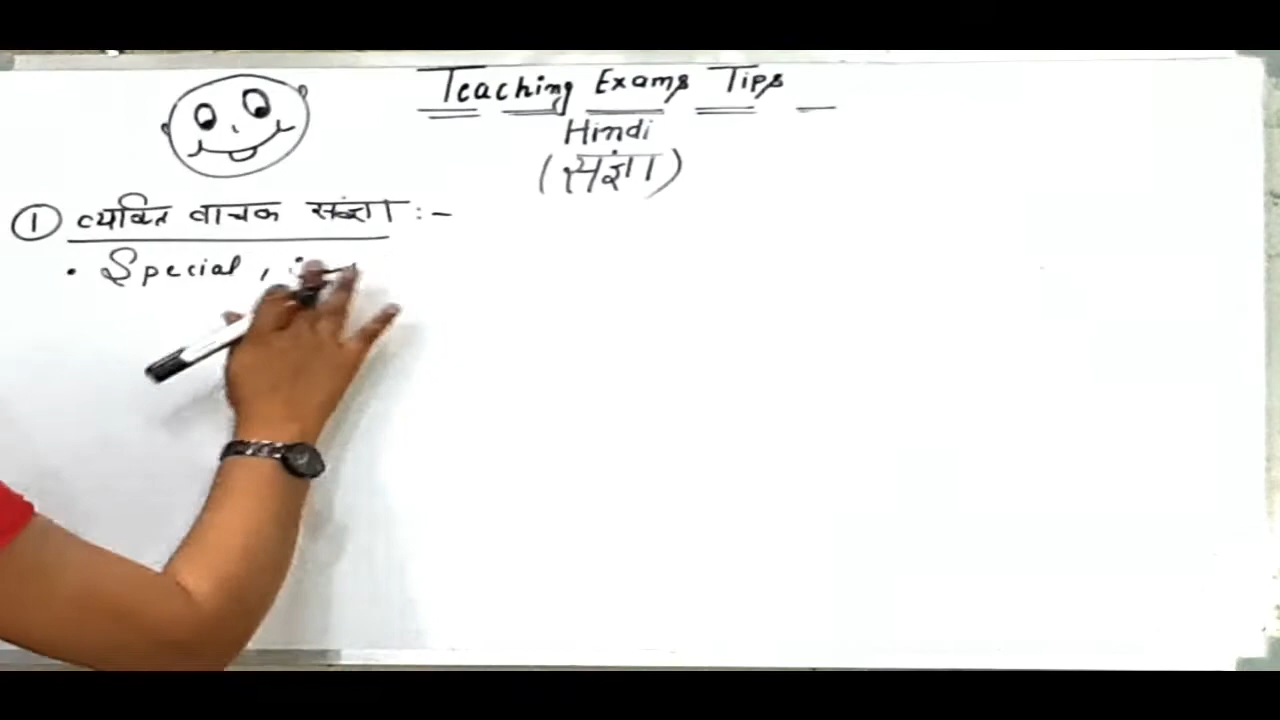 Teaching Exams Tips
Hindi
(संज्ञा)
① व्यक्ति वाचक संज्ञा :-
• Special,